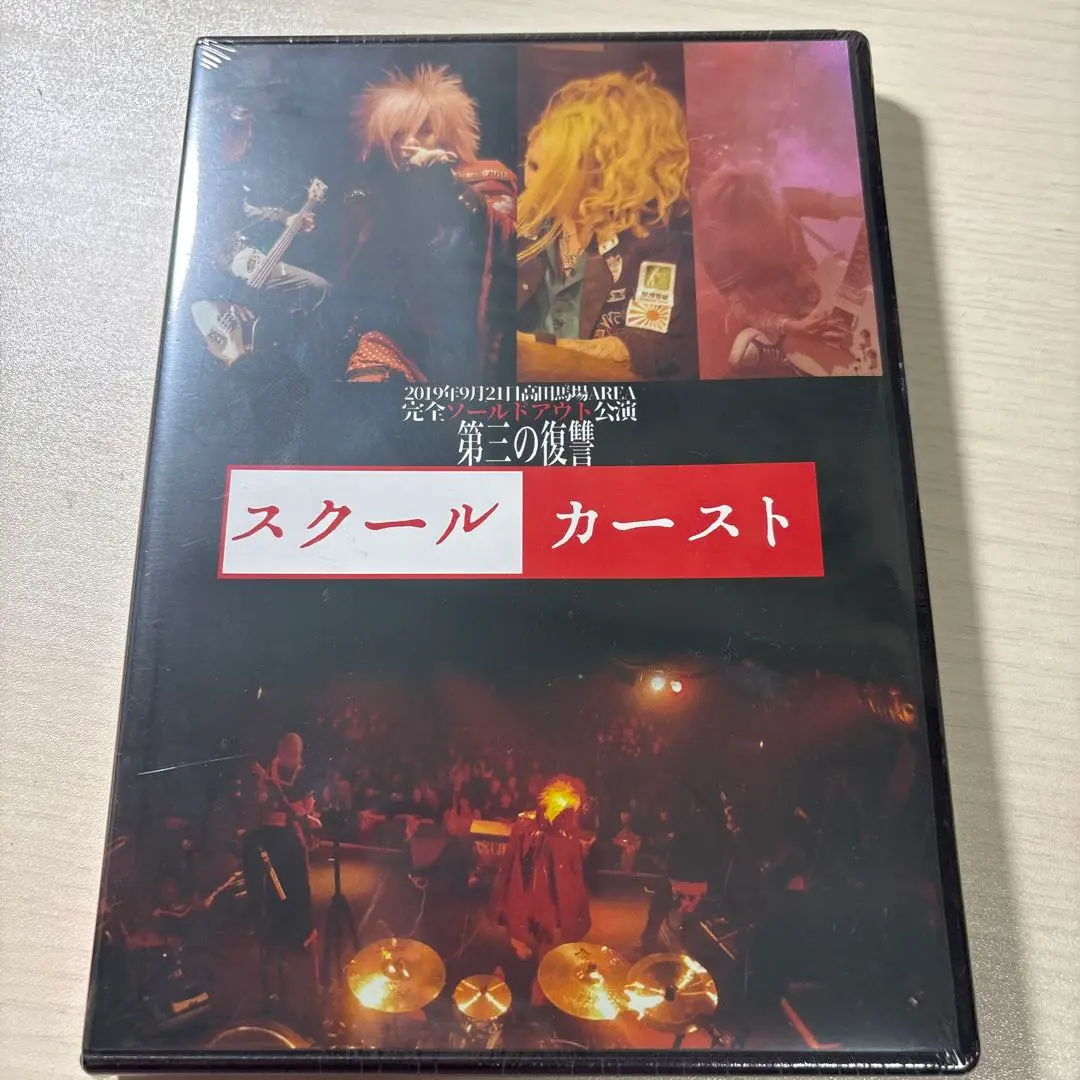 2019年9月21日高田馬場AREA
完全ソールドアウト公演
第三の復讐
スクールカースト